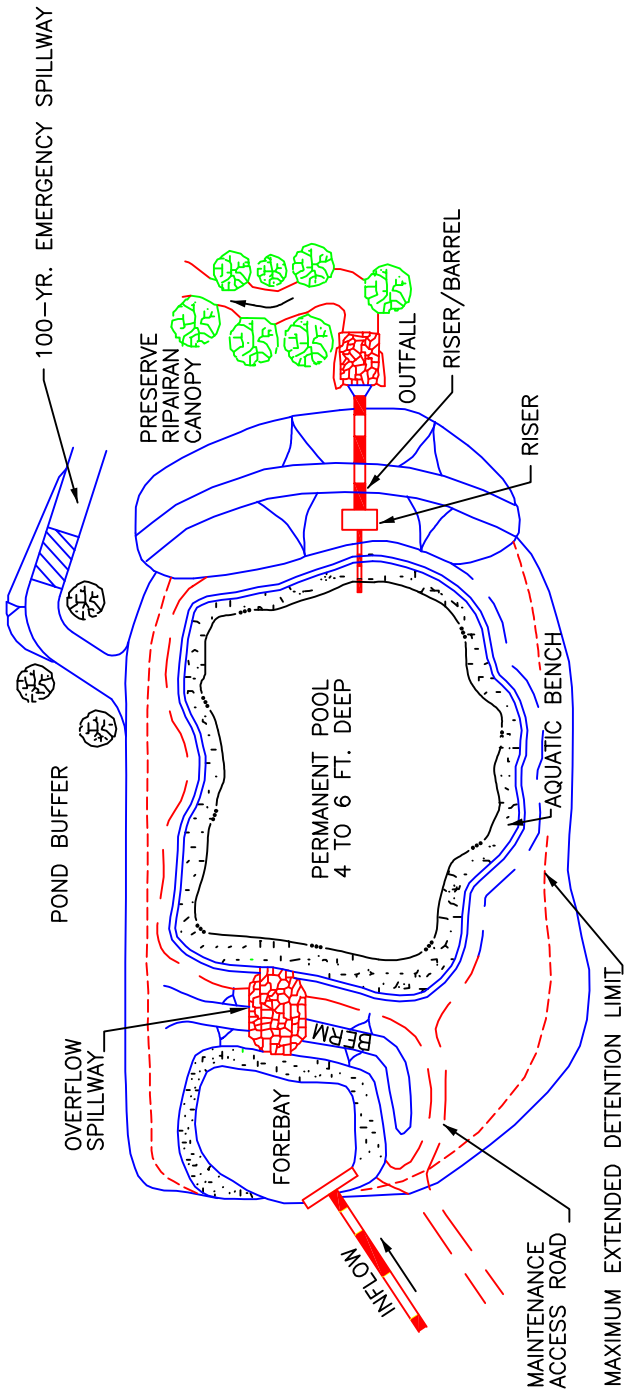 100-YR. EMERGENCY SPILLWAY
PRESERVE
RIPAIRAN
CANOPY
POND BUFFER
OVERFLOW
SPILLWAY
OUTFALL
RISER/BARREL
RISER
PERMANENT POOL
4 TO 6 FT. DEEP
BERM
FOREBAY
INFLOW
AQUATIC BENCH
MAINTENANCE
ACCESS ROAD
MAXIMUM EXTENDED DETENTION LIMIT